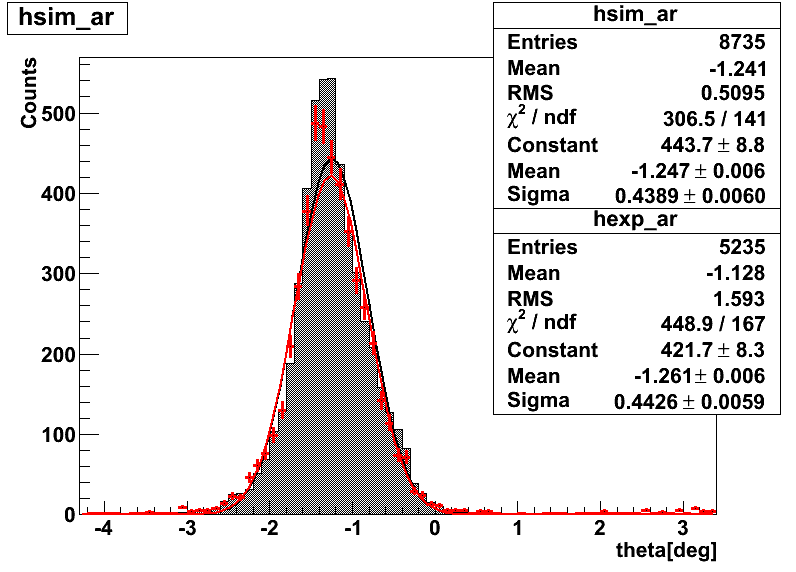 hsim_ar
hsim_ar
Entries 8735
Mean -1.241
RMS 0.5095
χ² / ndf 306.5 / 141
Constant 443.7 ± 8.8
Mean -1.247 ± 0.006
Sigma 0.4389 ± 0.0060
hexp_ar
Entries 5235
Mean -1.128
RMS 1.593
χ² / ndf 448.9 / 167
Constant 421.7 ± 8.3
Mean -1.261± 0.006
Sigma 0.4426 ± 0.0059
Counts
500
400
300
200
100
0
-4 -3 -2 -1 0 1 2 3
theta[deg]